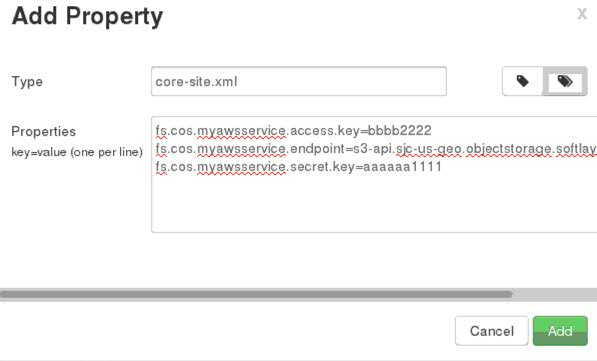 Add Property
x
Type
core-site.xml
Properties
key=value (one per line)
fs.cos.myawsservice.access.key=bbbb2222
fs.cos.myawsservice.endpoint=s3-api.sjc-us-geo.objectstorage.softlay
fs.cos.myawsservice.secret.key=aaaaaa1111
Cancel
Add